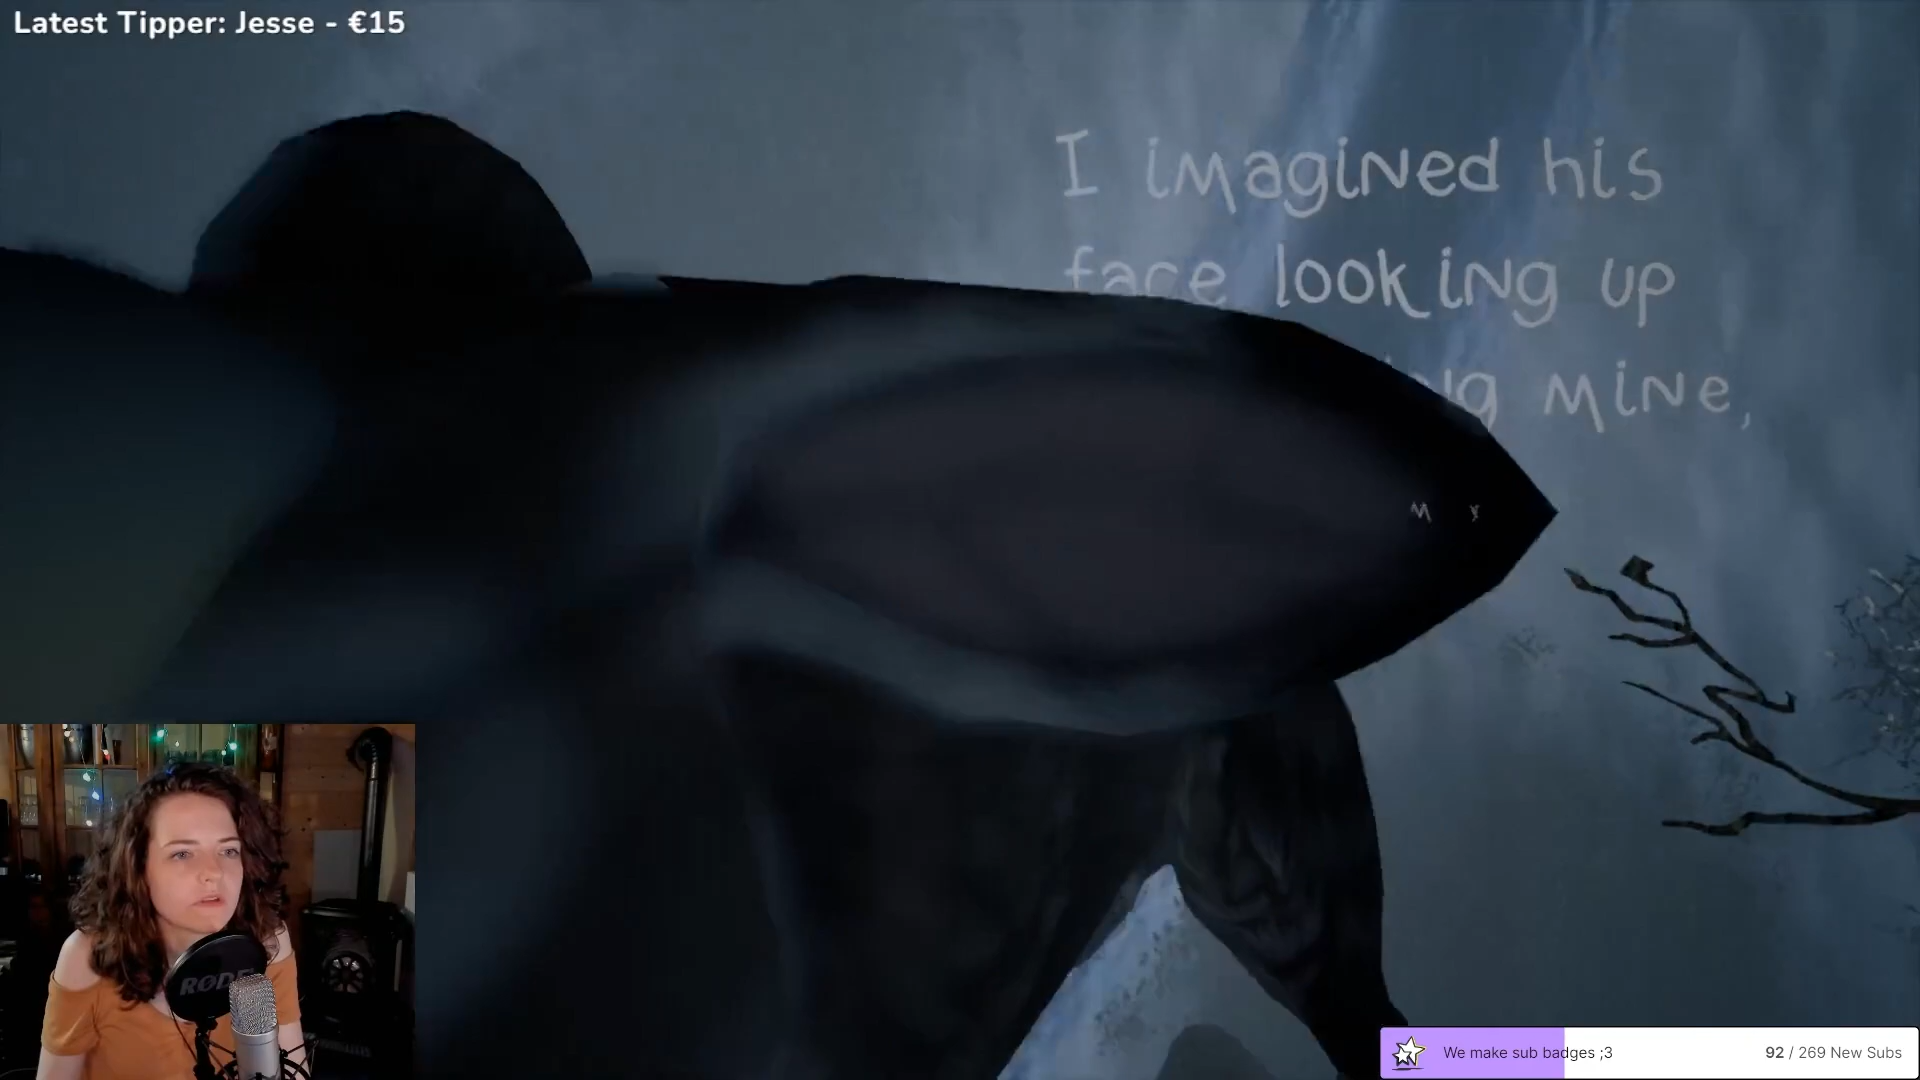 Latest Tipper: Jesse - €15
I imagined his
face looking up
mine,
M Y
RØDE
We make sub badges ;3
92 / 269 New Subs